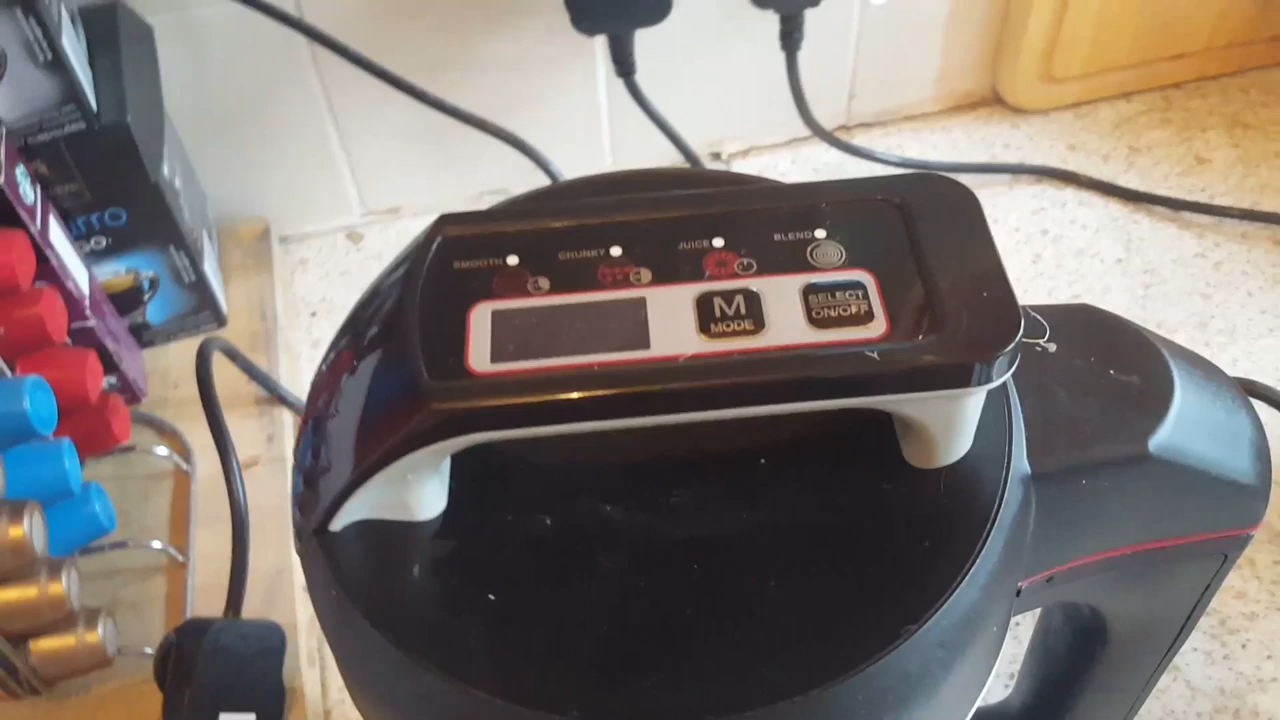 SMOOTH
CHUNKY
JUICE
BLEND
M
MODE
SELECT
ON/OFF